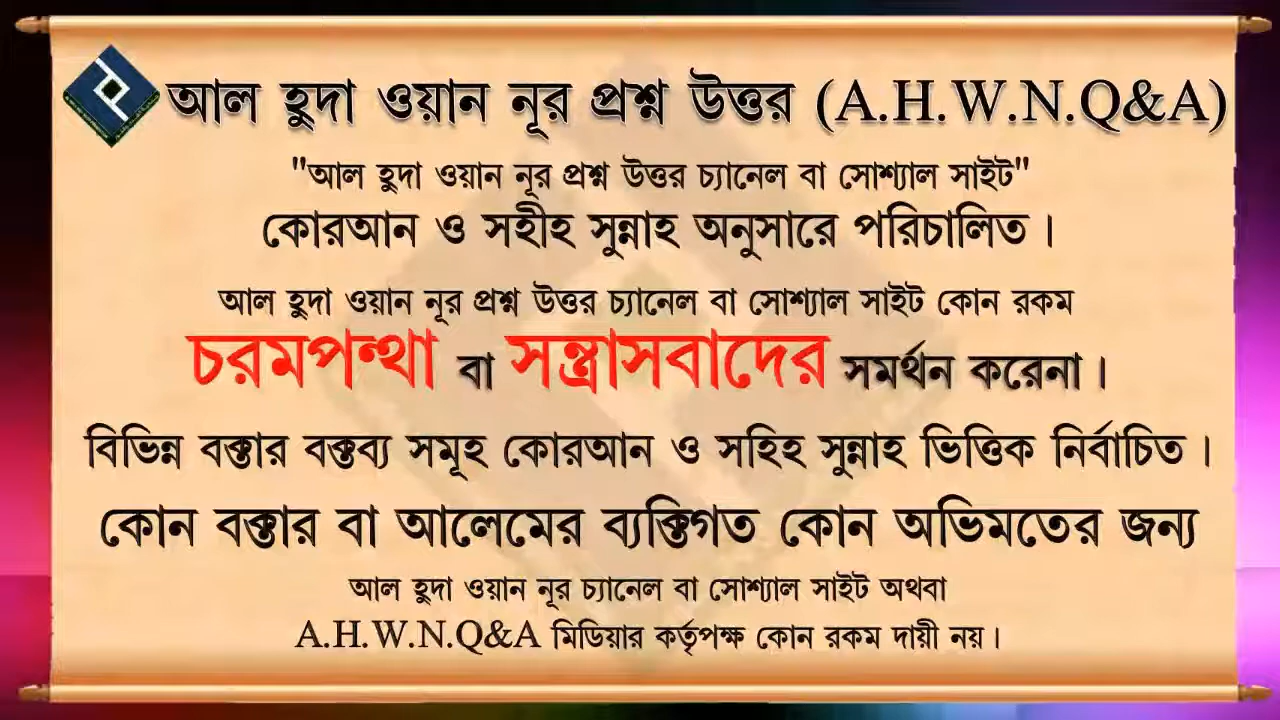 আল হুদা ওয়ান নূর প্রশ্ন উত্তর (A.H.W.N.Q&A)
"আল হুদা ওয়ান নূর প্রশ্ন উত্তর চ্যানেল বা সোশ্যাল সাইট"
কোরআন ও সহীহ সুন্নাহ অনুসারে পরিচালিত।
আল হুদা ওয়ান নূর প্রশ্ন উত্তর চ্যানেল বা সোশ্যাল সাইট কোন রকম
চরমপন্থা বা সন্ত্রাসবাদের সমর্থন করেনা।
বিভিন্ন বক্তার বক্তব্য সমূহ কোরআন ও সহিহ সুন্নাহ ভিত্তিক নির্বাচিত।
কোন বক্তার বা আলেমের ব্যক্তিগত কোন অভিমতের জন্য
আল হুদা ওয়ান নূর চ্যানেল বা সোশ্যাল সাইট অথবা
A.H.W.N.Q&A মিডিয়ার কর্তৃপক্ষ কোন রকম দায়ী নয়।